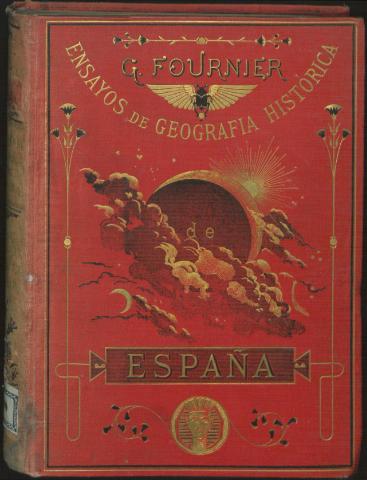 G. FOURNIER
ENSAYOS DE GEOGRAFIA HISTÓRICA
de
ESPAÑA